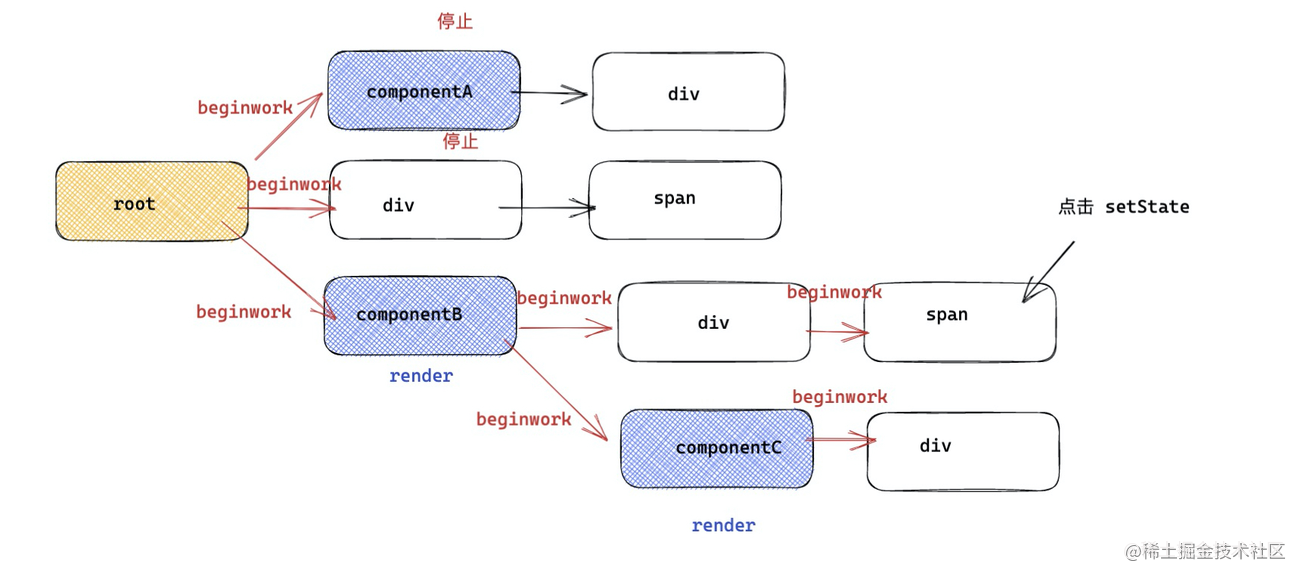 停止
componentA
div
beginwork
停止
root
beginwork
div
span
点击 setState
beginwork
componentB
beginwork
div
beginwork
span
render
beginwork
componentC
beginwork
div
render
@稀土掘金技术社区